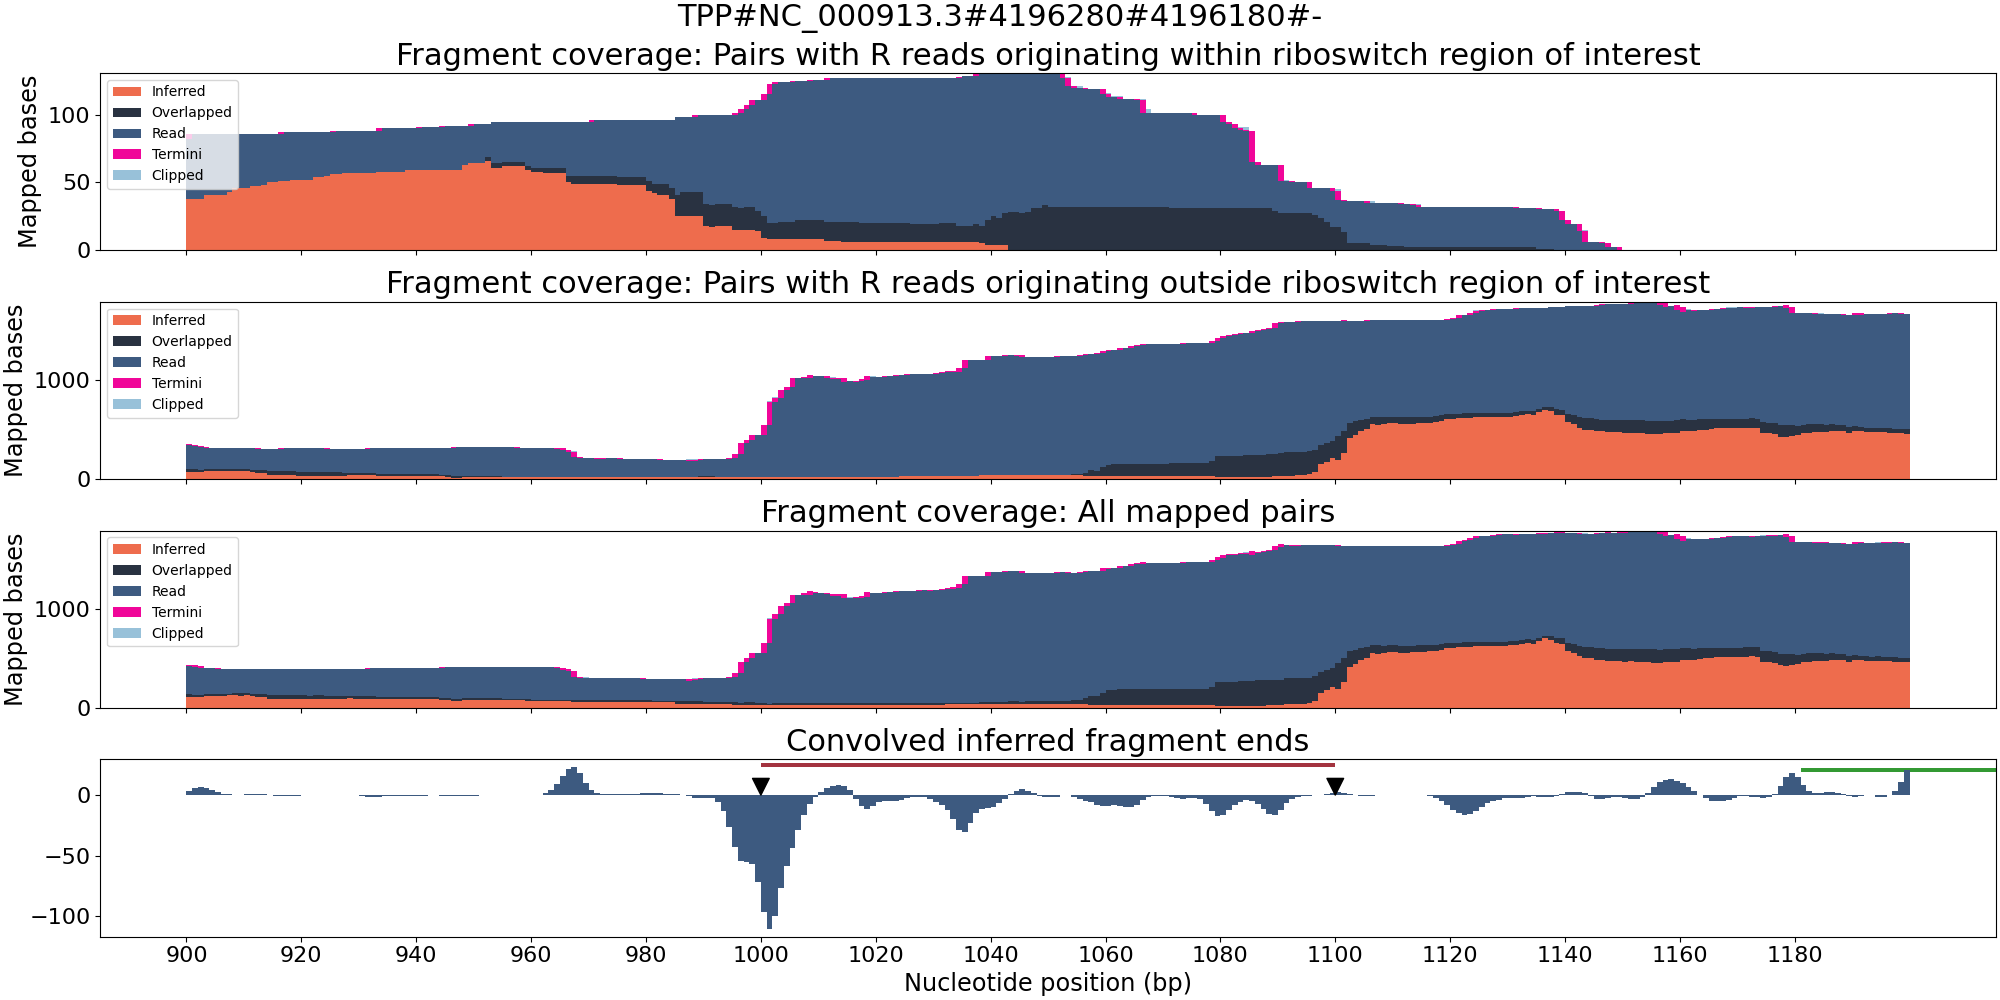 TPP#NC_000913.3#4196280#4196180#-
Fragment coverage: Pairs with R reads originating within riboswitch region of interest
Mapped bases
100
50
0
Inferred
Overlapped
Read
Termini
Clipped
Fragment coverage: Pairs with R reads originating outside riboswitch region of interest
Mapped bases
1000
0
Inferred
Overlapped
Read
Termini
Clipped
Fragment coverage: All mapped pairs
Mapped bases
1000
0
Inferred
Overlapped
Read
Termini
Clipped
Convolved inferred fragment ends
0
−50
−100
900 920 940 960 980 1000 1020 1040 1060 1080 1100 1120 1140 1160 1180
Nucleotide position (bp)